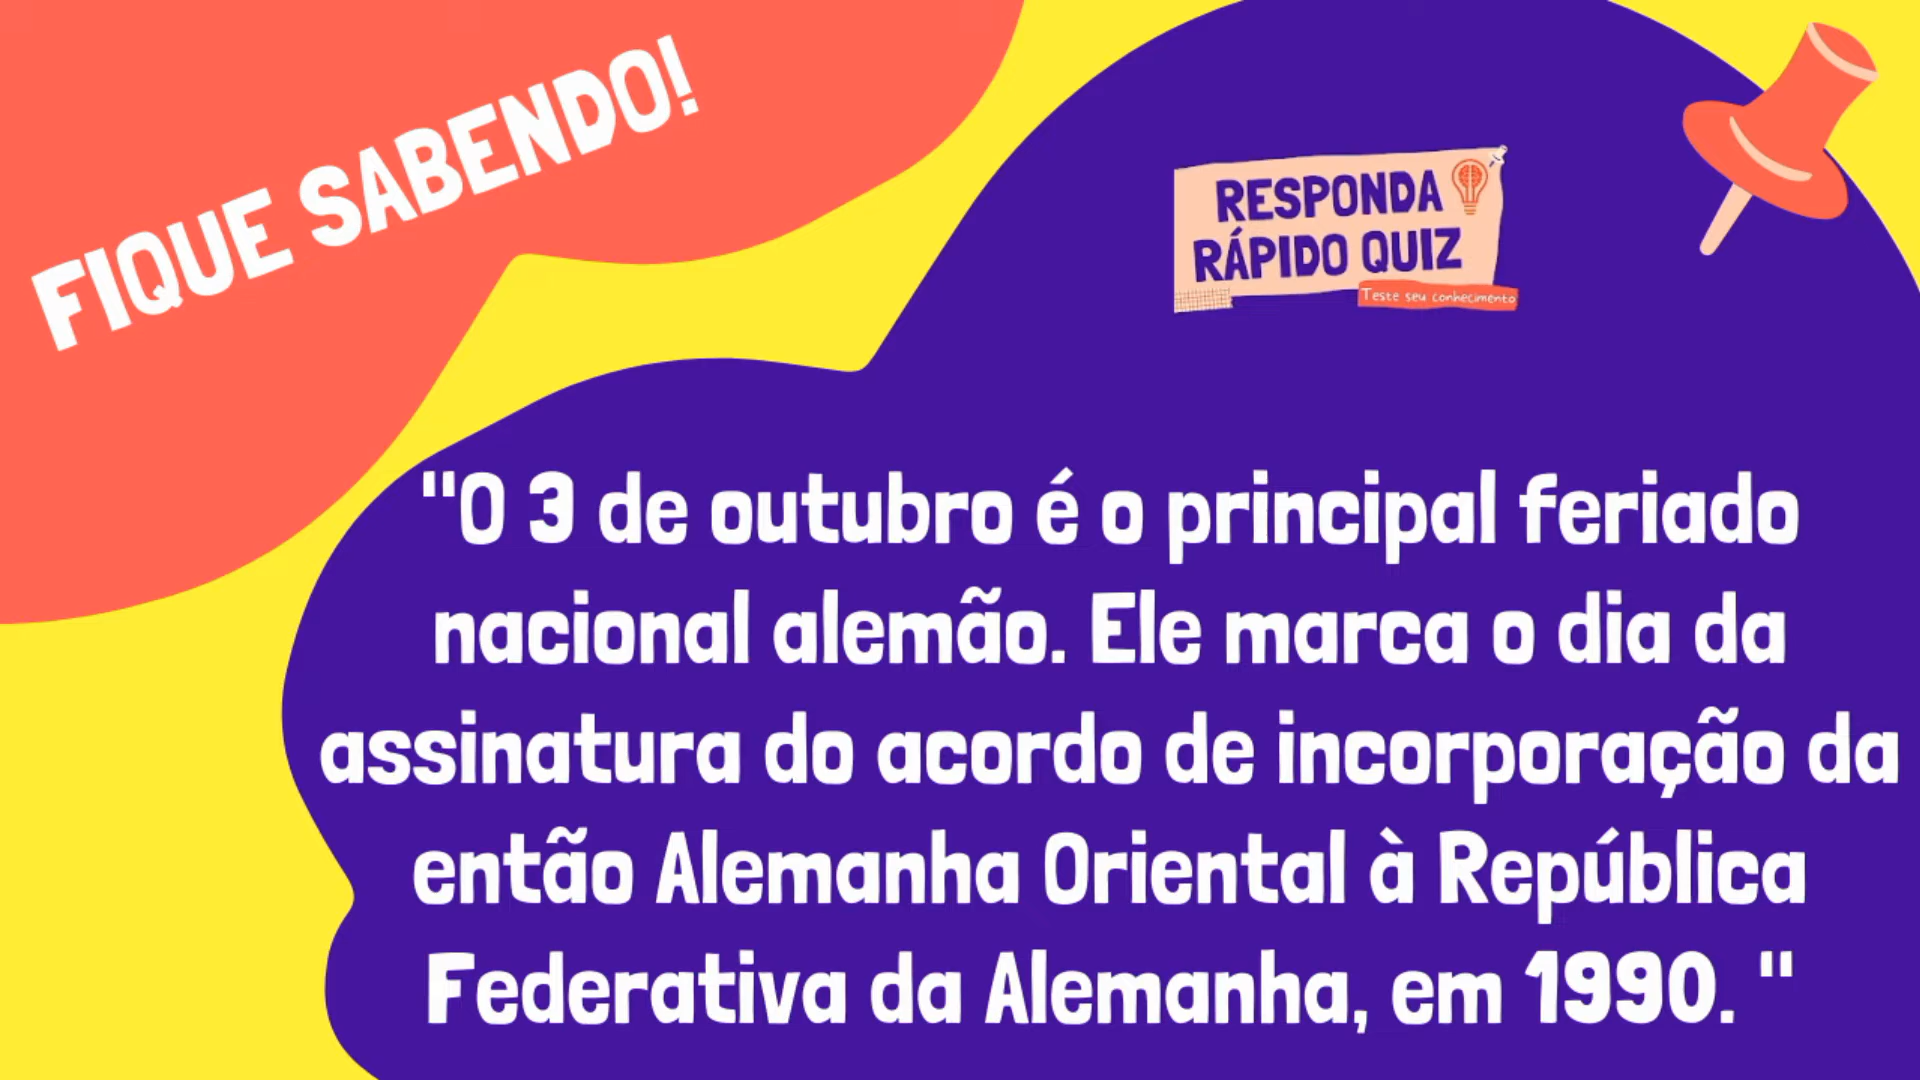 FIQUE SABENDO!
RESPONDA
RÁPIDO QUIZ
Teste seu conhecimento
"O 3 de outubro é o principal feriado
nacional alemão. Ele marca o dia da
assinatura do acordo de incorporação da
então Alemanha Oriental à República
Federativa da Alemanha, em 1990. "